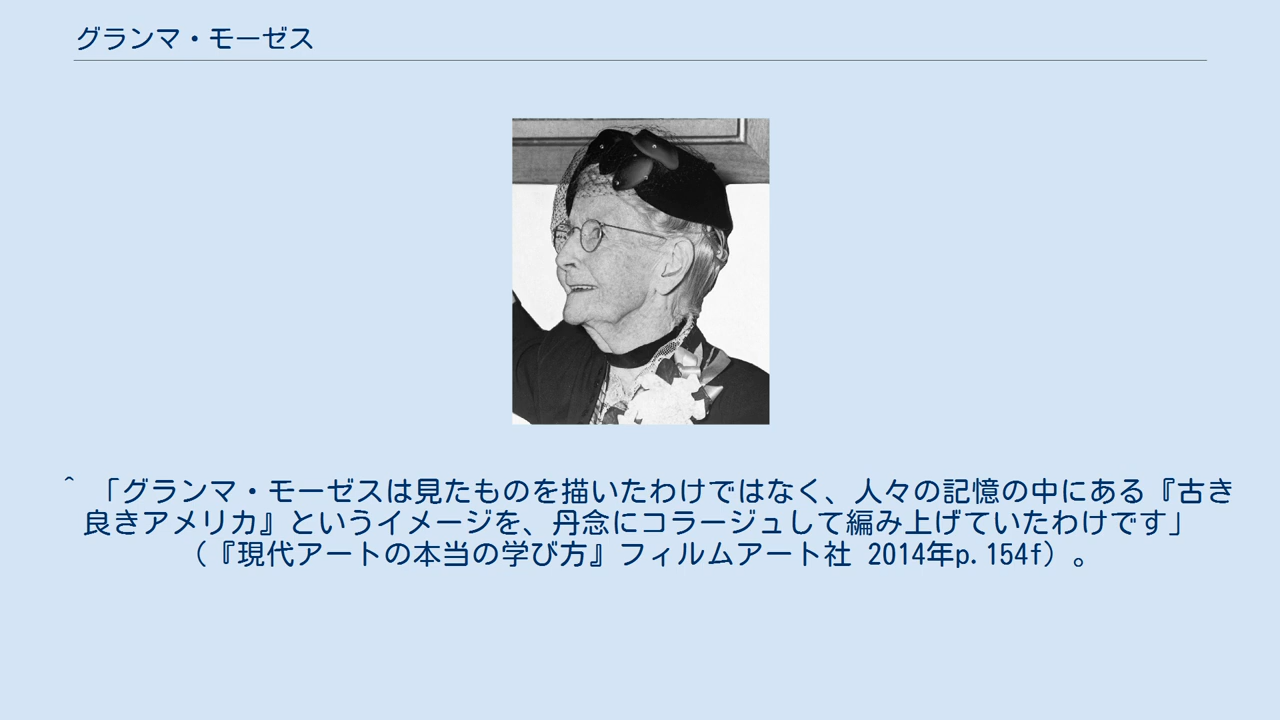 グランマ・モーゼス
^ 「グランマ・モーゼスは見たものを描いたわけではなく、人々の記憶の中にある『古き
良きアメリカ』というイメージを、丹念にコラージュして編み上げていたわけです」
（『現代アートの本当の学び方』フィルムアート社 2014年p.154f）。